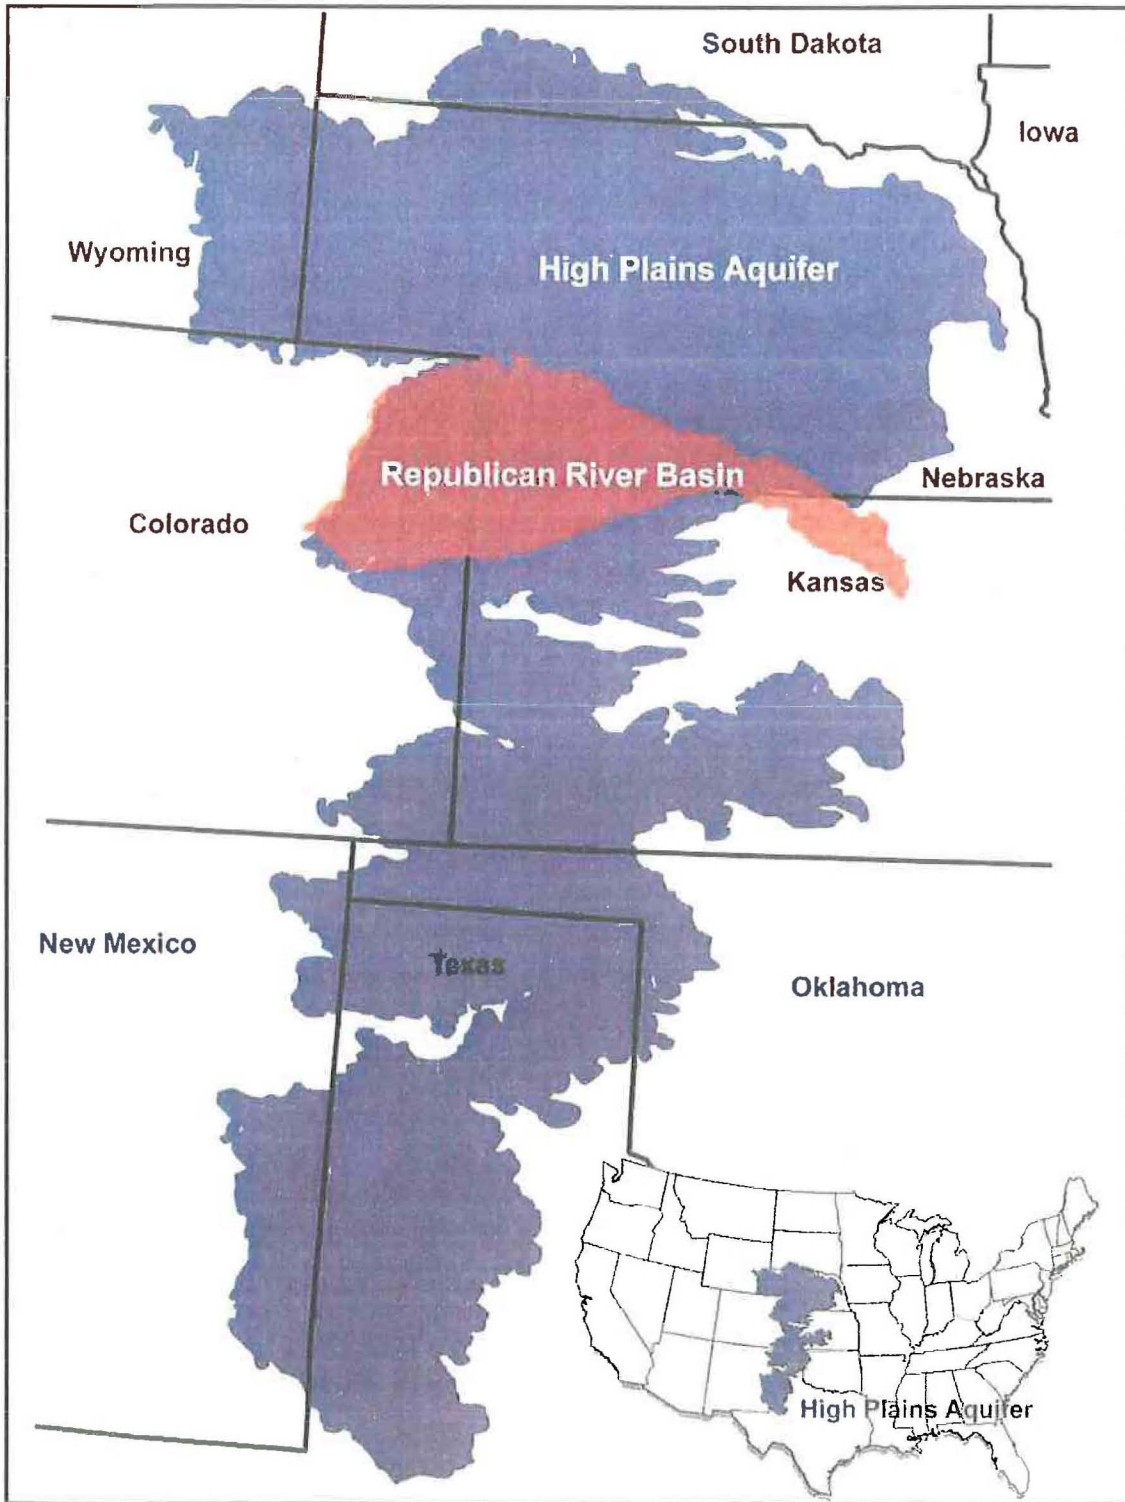 South Dakota
Iowa
Wyoming
High Plains Aquifer
Republican River Basin
Nebraska
Colorado
Kansas
New Mexico
Texas
Oklahoma
High Plains Aquifer